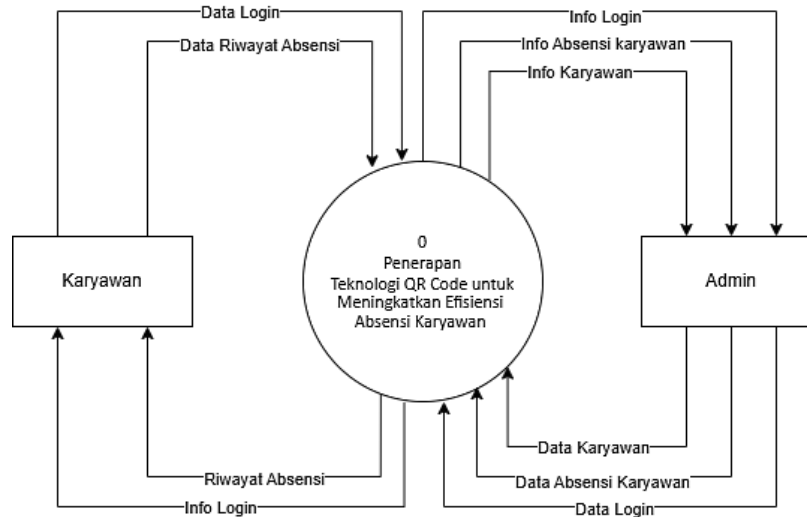 Data Login
Info Login
Data Riwayat Absensi
Info Absensi karyawan
Info Karyawan
0
Penerapan
Teknologi QR Code untuk
Meningkatkan Efisiensi
Absensi Karyawan
Karyawan
Admin
Data Karyawan
Riwayat Absensi
Data Absensi Karyawan
Info Login
Data Login